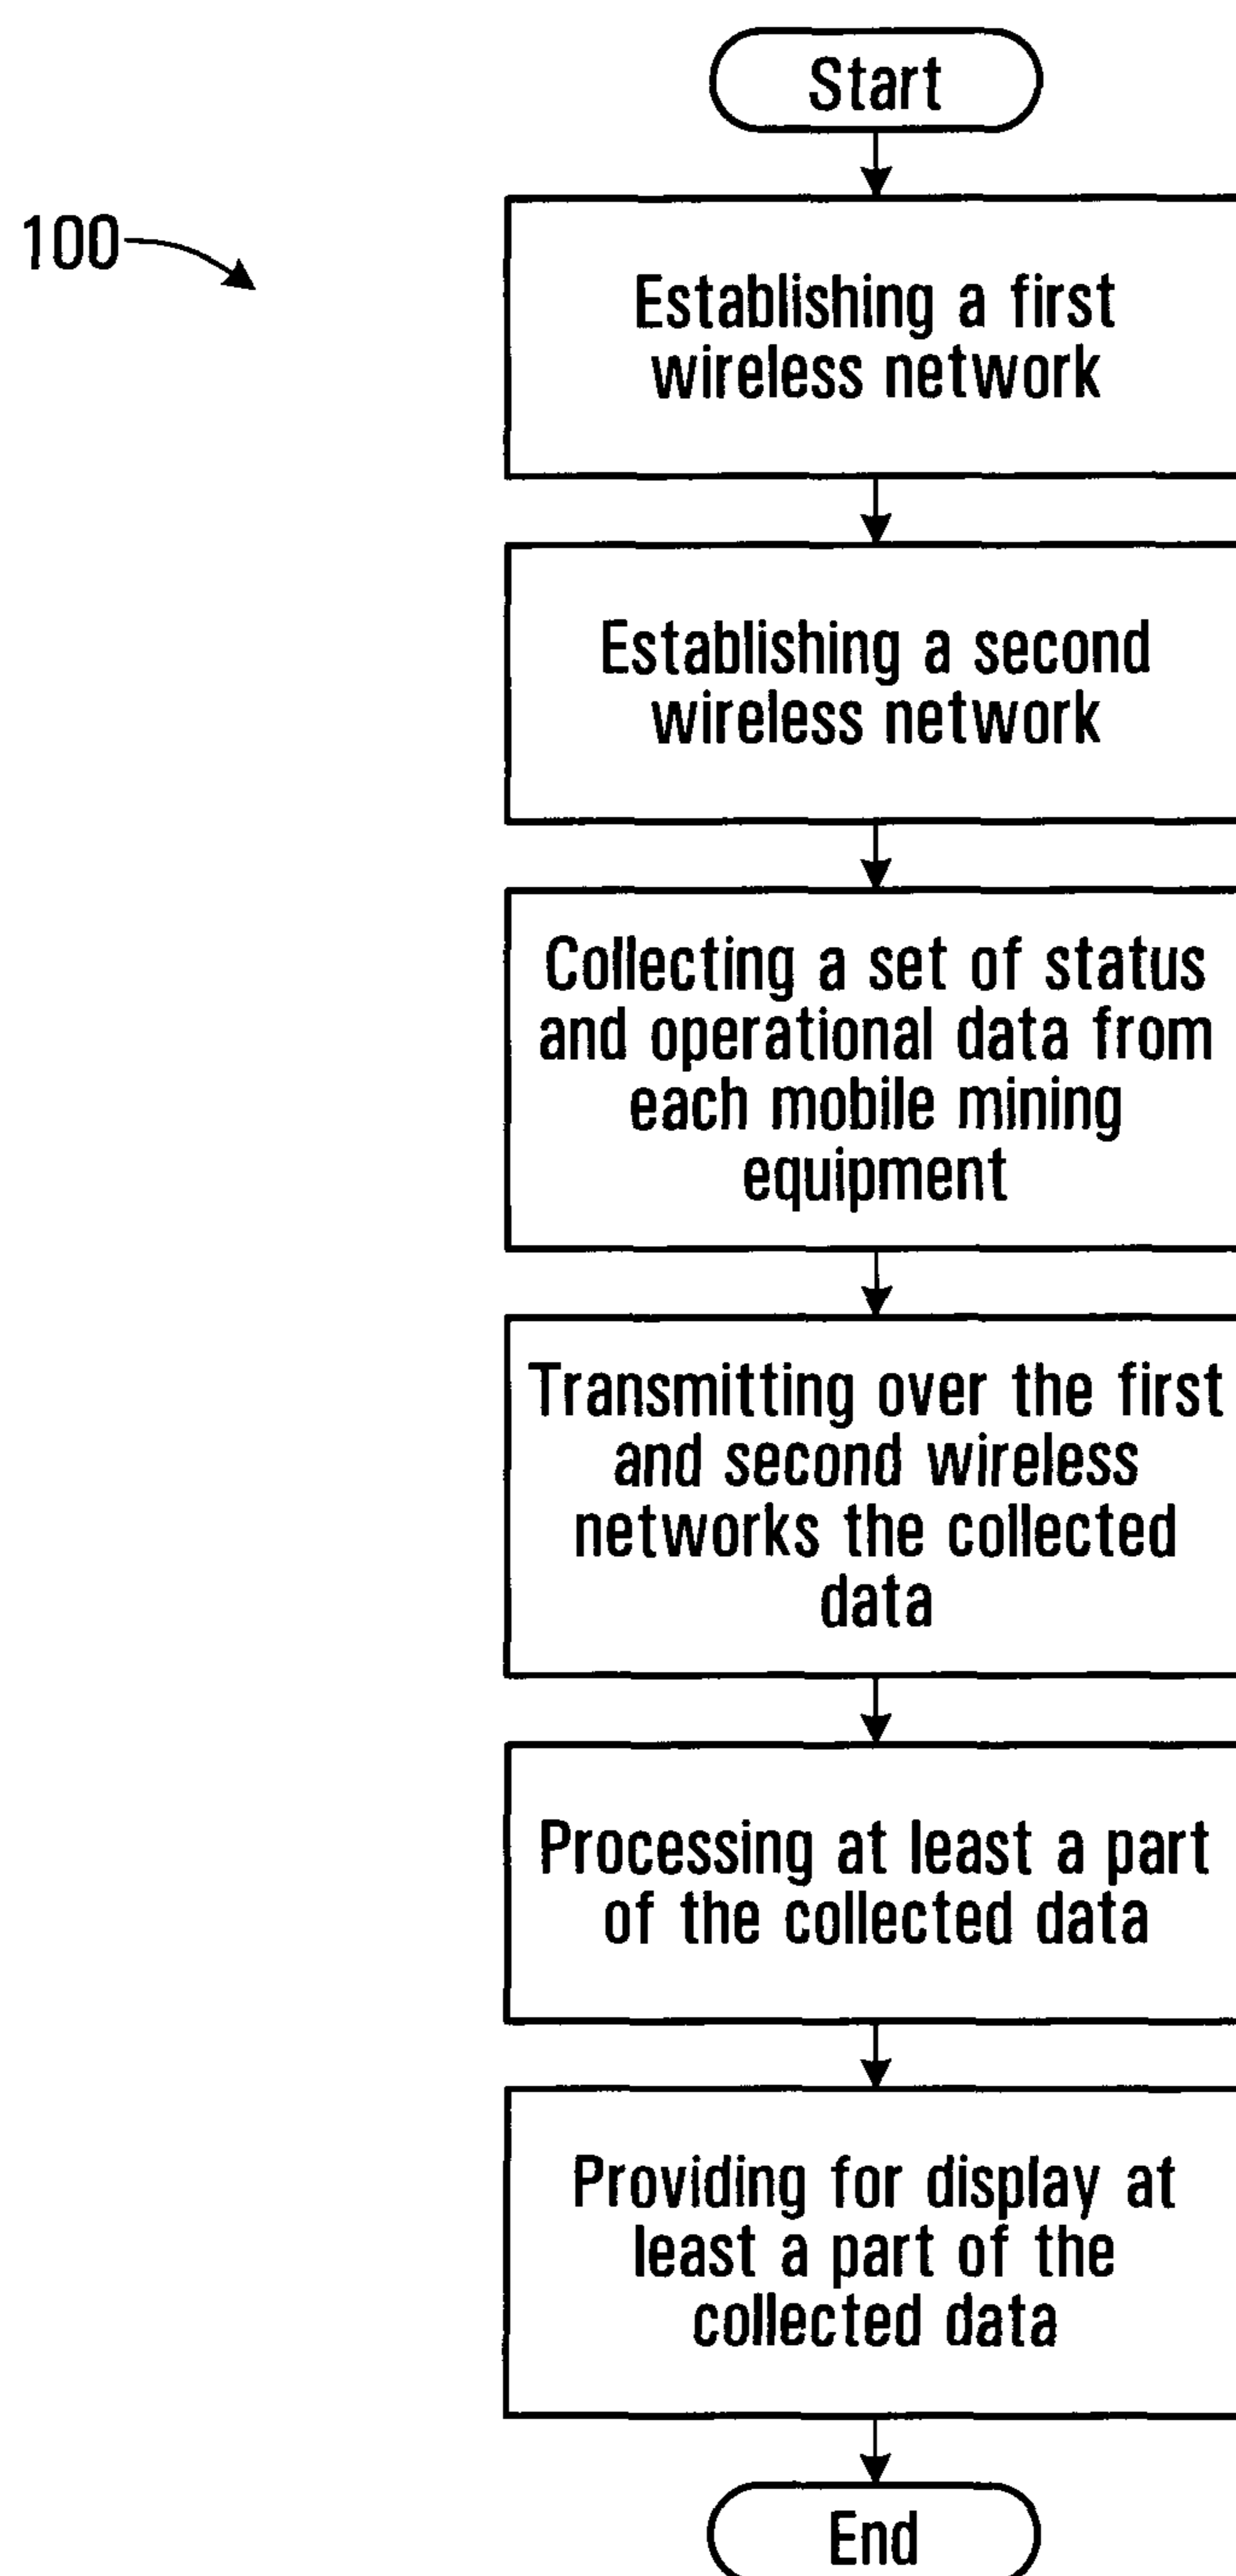 Start
100
Establishing a first
wireless network
Establishing a second
wireless network
Collecting a set of status
and operational data from
each mobile mining
equipment
Transmitting over the first
and second wireless
networks the collected
data
Processing at least a part
of the collected data
Providing for display at
least a part of the
collected data
End